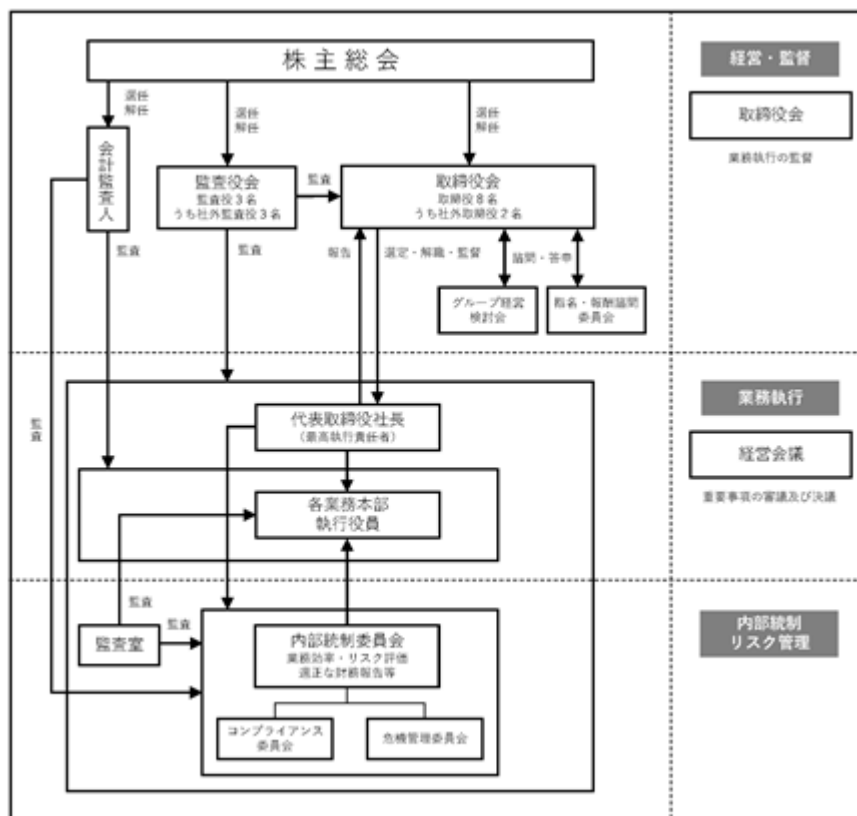 株主総会
経営・監督
取締役会
業務執行の監督
選任
解任
選任
解任
選任
解任
会計監査人
監査役会
監査役3名
うち社外監査役3名
監査
取締役会
取締役8名
うち社外取締役2名
監査
監査
報告
選定・解職・監督
諮問・答申
グループ経営
検討会
指名・報酬諮問
委員会
監査
業務執行
経営会議
重要事項の審議及び決議
代表取締役社長
（最高執行責任者）
各業務本部
執行役員
監査
監査室
監査
内部統制委員会
業務効率・リスク評価
適正な財務報告等
コンプライアンス
委員会
危機管理委員会
内部統制
リスク管理